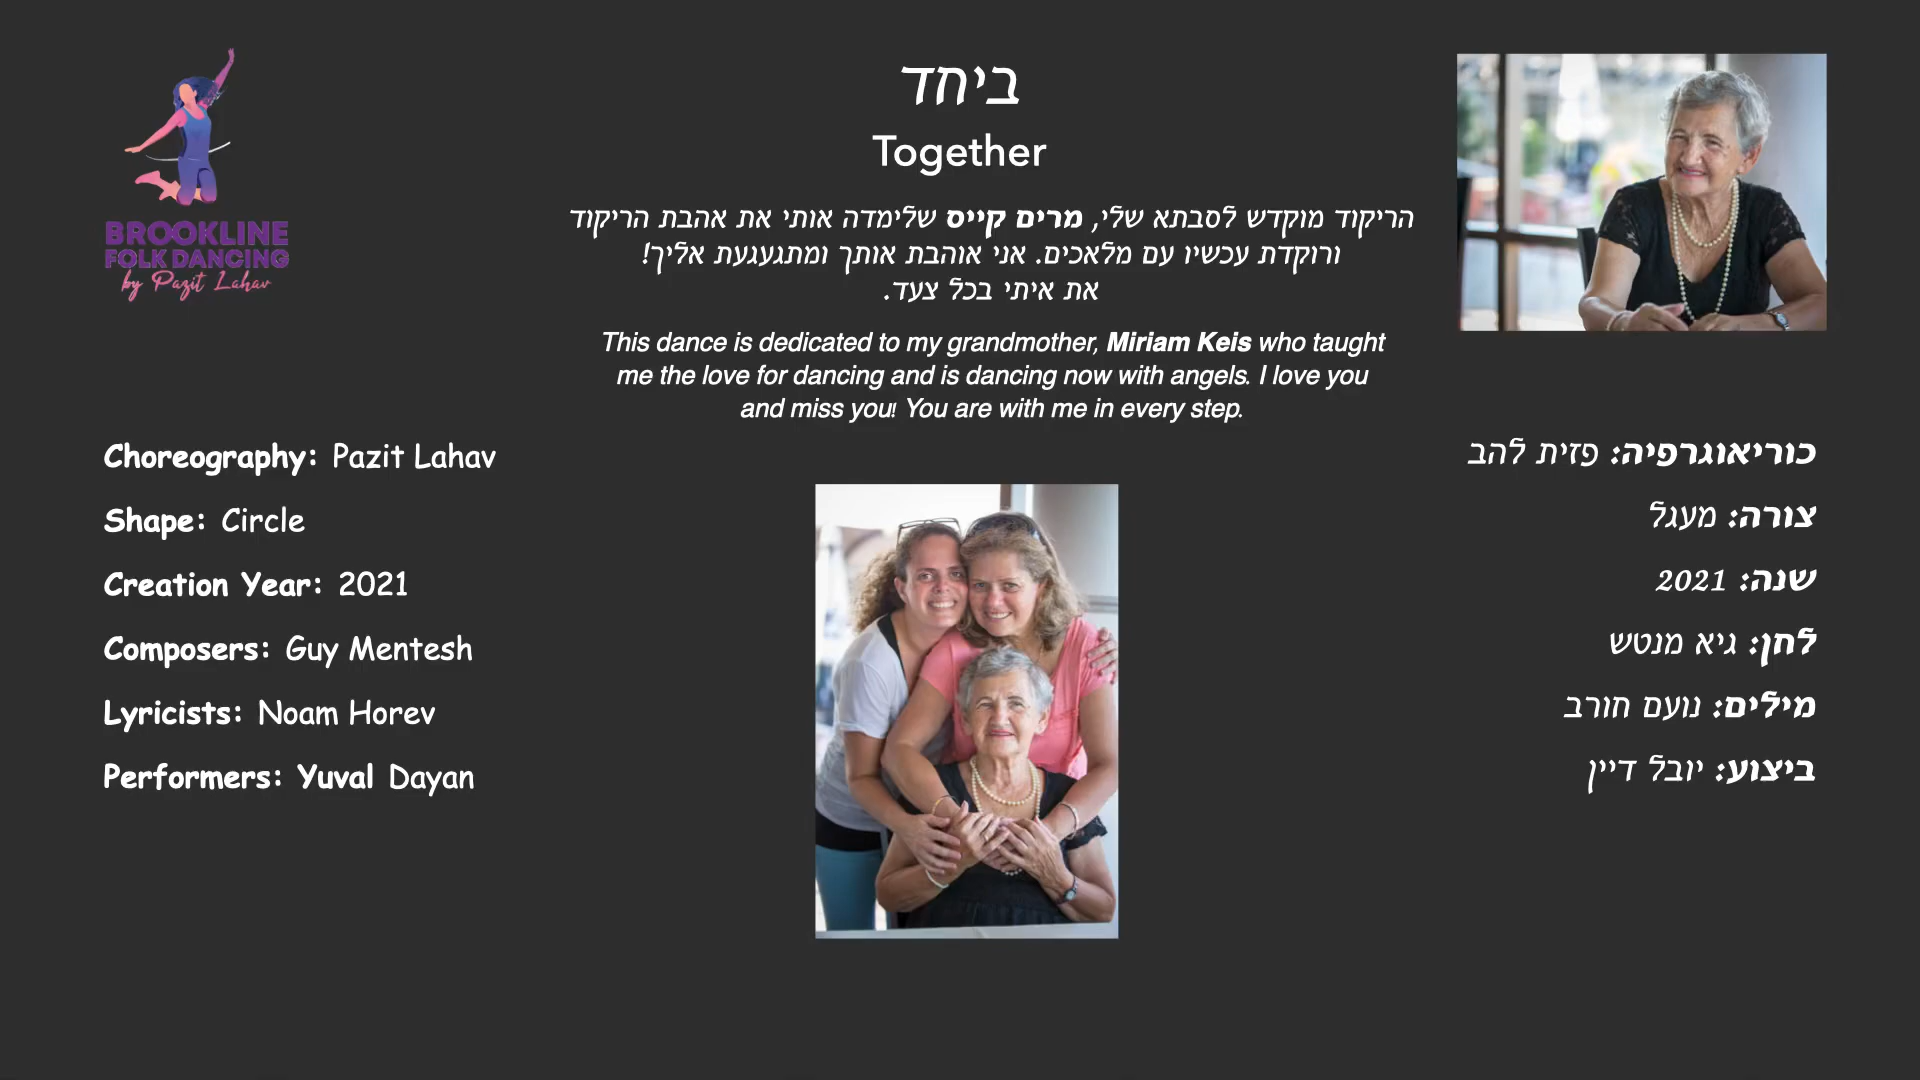 BROOKLINE
FOLK DANCING
by Pazit Lahav
ביחד
Together
הריקוד מוקדש לסבתא שלי, מרים קייס שלימדה אותי את אהבת הריקוד
ורוקדת עכשיו עם מלאכים. אני אוהבת אותך ומתגעגעת אליך!
את איתי בכל צעד.
This dance is dedicated to my grandmother, Miriam Keis who taught
me the love for dancing and is dancing now with angels. I love you
and miss you! You are with me in every step.
Choreography: Pazit Lahav
Shape: Circle
Creation Year: 2021
Composers: Guy Mentesh
Lyricists: Noam Horev
Performers: Yuval Dayan
כוריאוגרפיה: פזית להב
צורה: מעגל
שנה: 2021
לחן: גיא מנטש
מילים: נועם חורב
ביצוע: יובל דיין